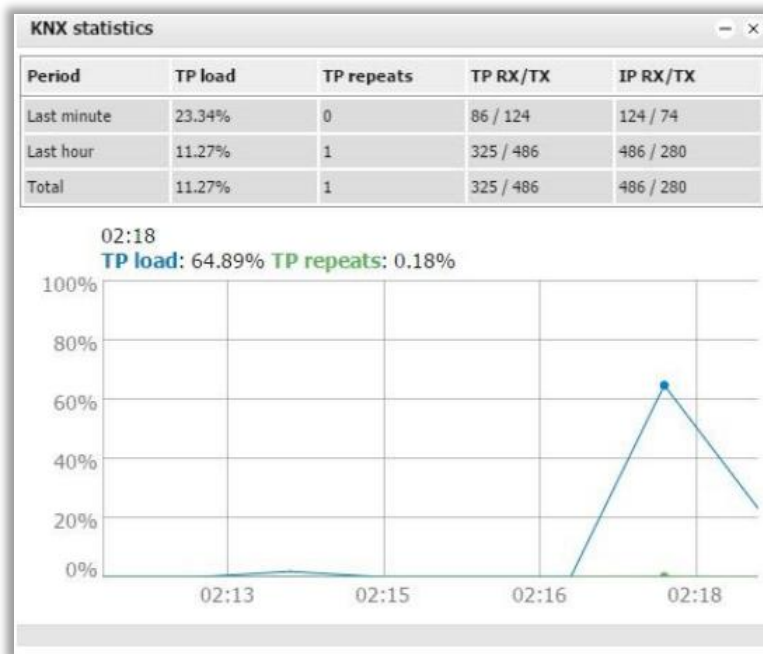 KNX statistics
Period TP load TP repeats TP RX/TX IP RX/TX
Last minute 23.34% 0 86 / 124 124 / 74
Last hour 11.27% 1 325 / 486 486 / 280
Total 11.27% 1 325 / 486 486 / 280
02:18
TP load: 64.89% TP repeats: 0.18%
100%
80%
60%
40%
20%
0%
02:13 02:15 02:16 02:18